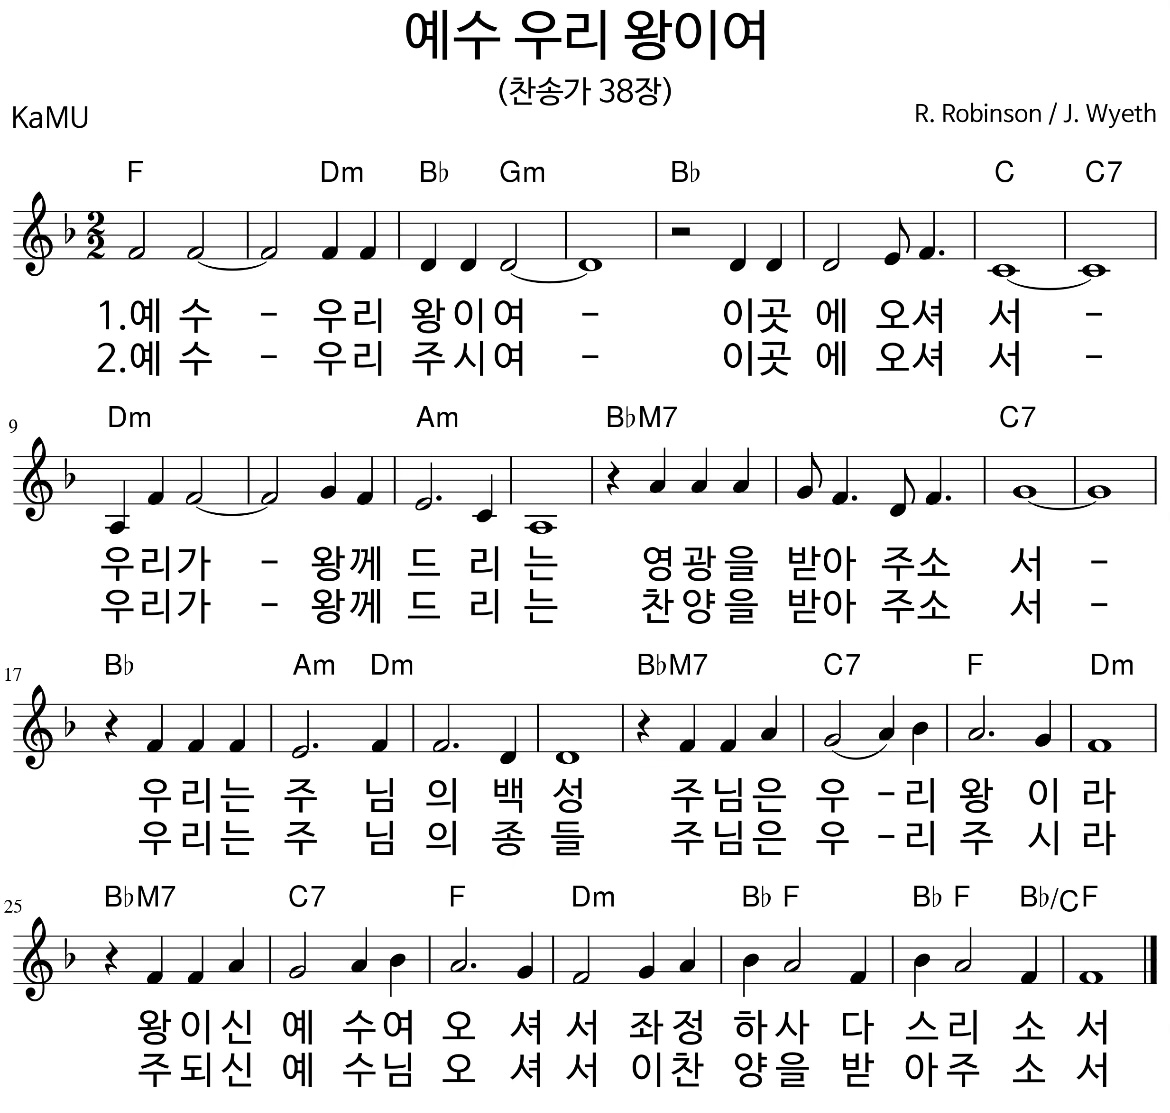 예수 우리 왕이여
(찬송가 38장)
KaMU
R. Robinson / J. Wyeth
F Dm B♭ Gm B♭ C C7
1.예 수 - 우리 왕이여 - 이곳 에 오셔 서 -
2.예 수 - 우리 주시여 - 이곳 에 오셔 서 -
9
Dm Am B♭M7 C7
우리가 - 왕께 드 리 는 영광을 받아 주소 서 -
우리가 - 왕께 드 리 는 찬양을 받아 주소 서 -
17
B♭ Am Dm B♭M7 C7 F Dm
우리는 주 님 의 백 성 주님은 우 -리 왕 이 라
우리는 주 님 의 종 들 주님은 우 -리 주 시 라
25
B♭M7 C7 F Dm B♭ F B♭ F B♭/C F
왕이신 예 수여 오 셔 서 좌정 하사 다 스리 소 서
주되신 예 수님 오 셔 서 이찬 양을 받 아주 소 서